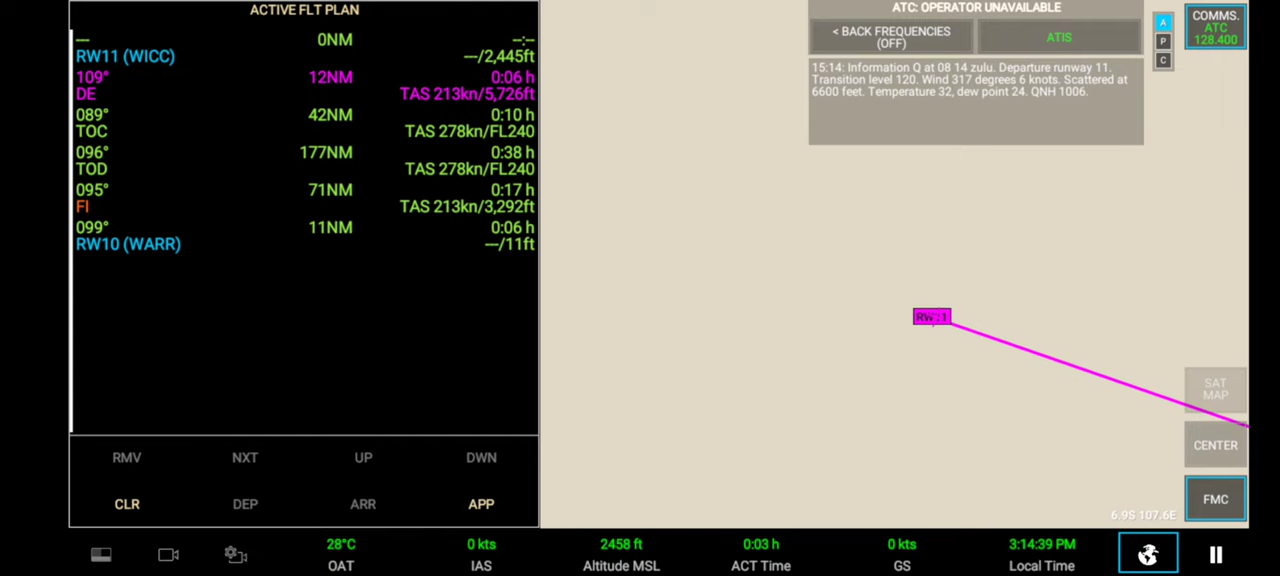 ACTIVE FLT PLAN
--- 0NM --:--
RW11 (WICC) ---/2,445ft
109° 12NM 0:06 h
DE TAS 213kn/5,726ft
089° 42NM 0:10 h
TOC TAS 278kn/FL240
096° 177NM 0:38 h
TOD TAS 278kn/FL240
095° 71NM 0:17 h
FI TAS 213kn/3,292ft
099° 11NM 0:06 h
RW10 (WARR) ---/11ft
RMV NXT UP DWN
CLR DEP ARR APP
ATC: OPERATOR UNAVAILABLE
< BACK FREQUENCIES
(OFF)
ATIS
15:14: Information Q at 08 14 zulu. Departure runway 11.
Transition level 120. Wind 317 degrees 6 knots. Scattered at
6600 feet. Temperature 32, dew point 24. QNH 1006.
A
P
C
COMMS.
ATC
128.400
RW11
SAT
MAP
CENTER
FMC
6.9S 107.6E
28°C 0 kts 2458 ft 0:03 h 0 kts 3:14:39 PM
OAT IAS Altitude MSL ACT Time GS Local Time